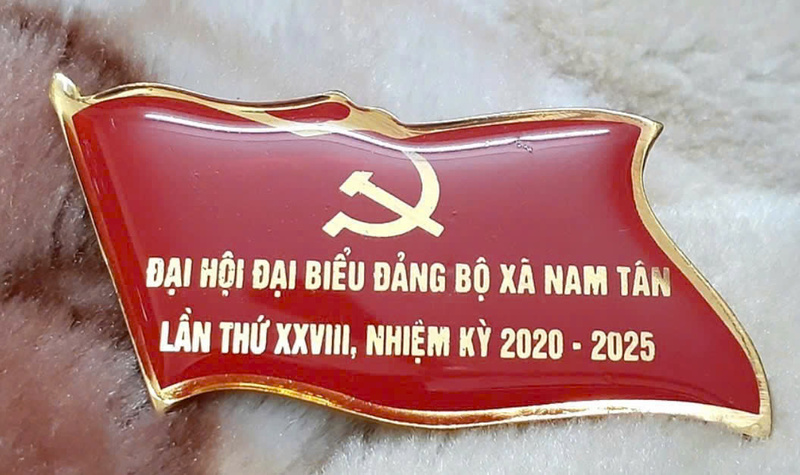 ĐẠI HỘI ĐẠI BIỂU ĐẢNG BỘ XÃ NAM TÂN
LẦN THỨ XXVIII, NHIỆM KỲ 2020 - 2025